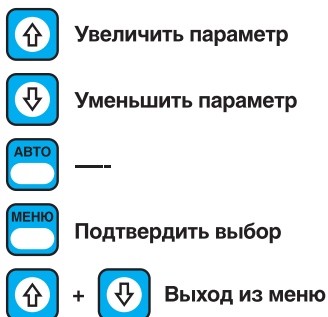 Увеличить параметр
Уменьшить параметр
АВТО —--
МЕНЮ Подтвердить выбор
+ Выход из меню